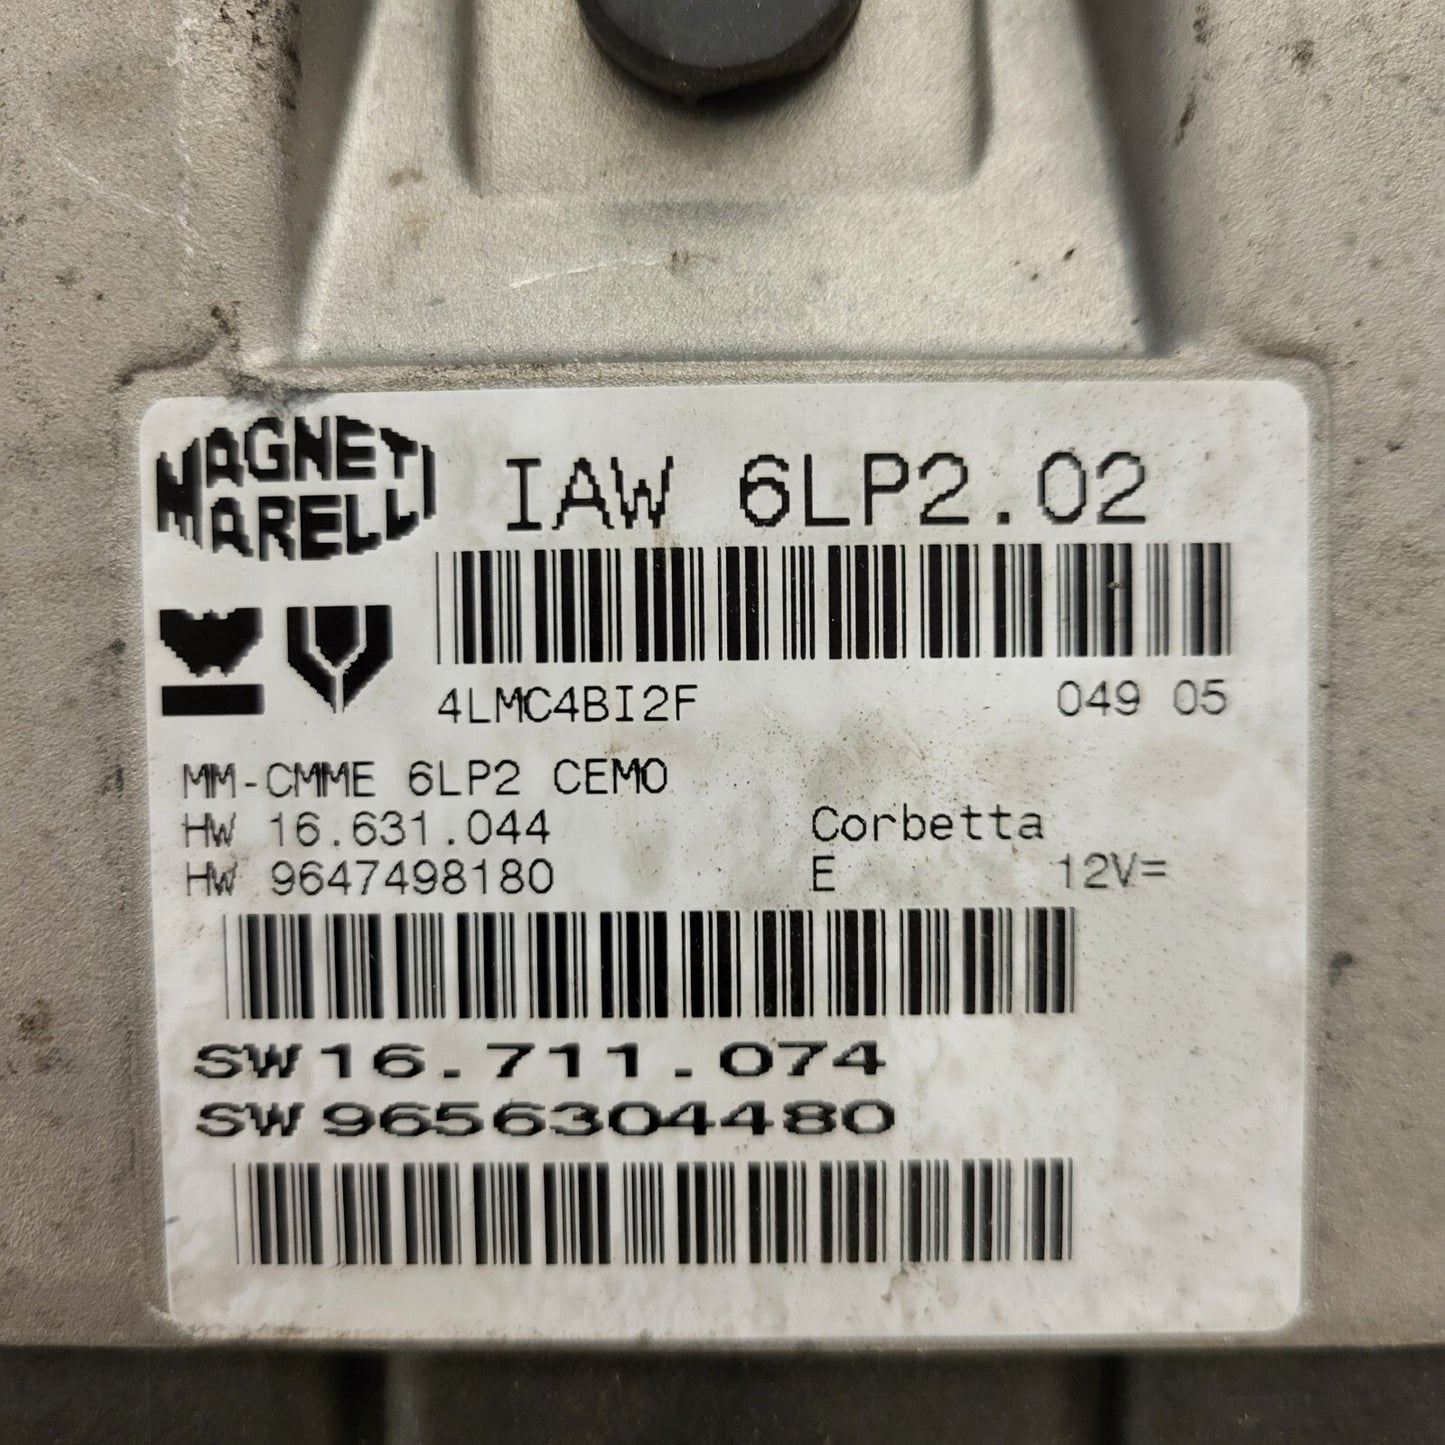 MAGNETI
MARELLI
IAW 6LP2.02
4LMC4BI2F 049 05
MM-CMME 6LP2 CEMO
HW 16.631.044 Corbetta
HW 9647498180 E 12V=
SW16.711.074
SW9656304480